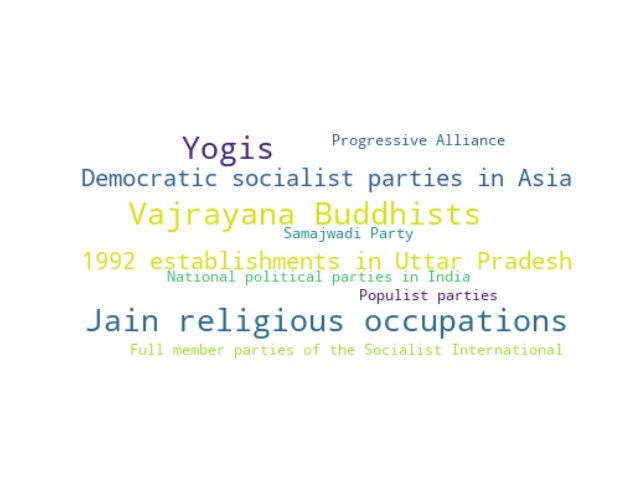 Progressive Alliance
Yogis
Democratic socialist parties in Asia
Vajrayana Buddhists
Samajwadi Party
1992 establishments in Uttar Pradesh
National political parties in India
Populist parties
Jain religious occupations
Full member parties of the Socialist International